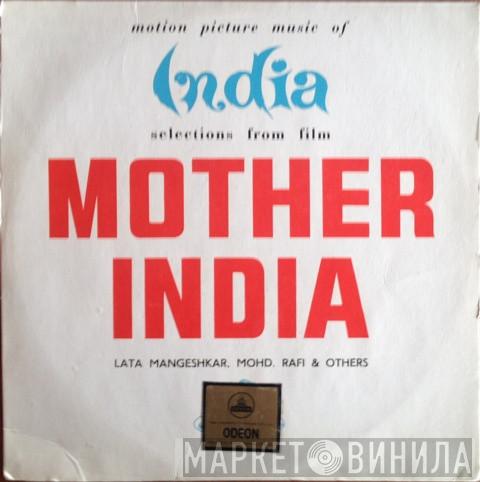 motion picture music of
India
selections from film
MOTHER
INDIA
LATA MANGESHKAR, MOHD. RAFI & OTHERS
ODEON
МАРКЕТ ВИНИЛА